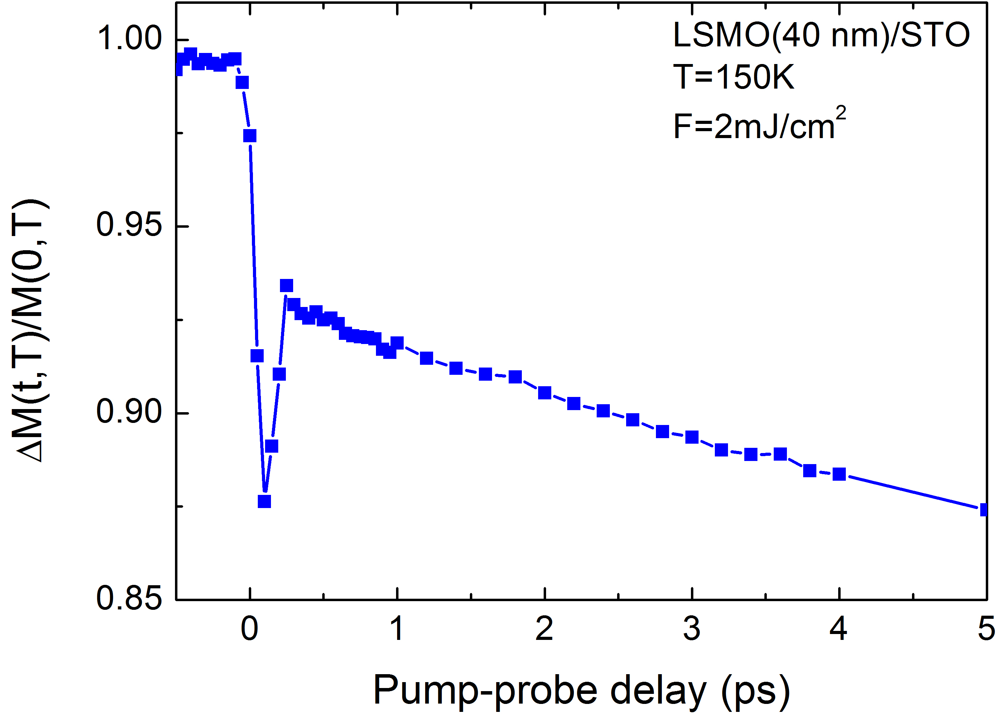 LSMO(40 nm)/STO
T=150K
F=2mJ/cm²
ΔM(t,T)/M(0,T)
1.00
0.95
0.90
0.85
0 1 2 3 4 5
Pump-probe delay (ps)